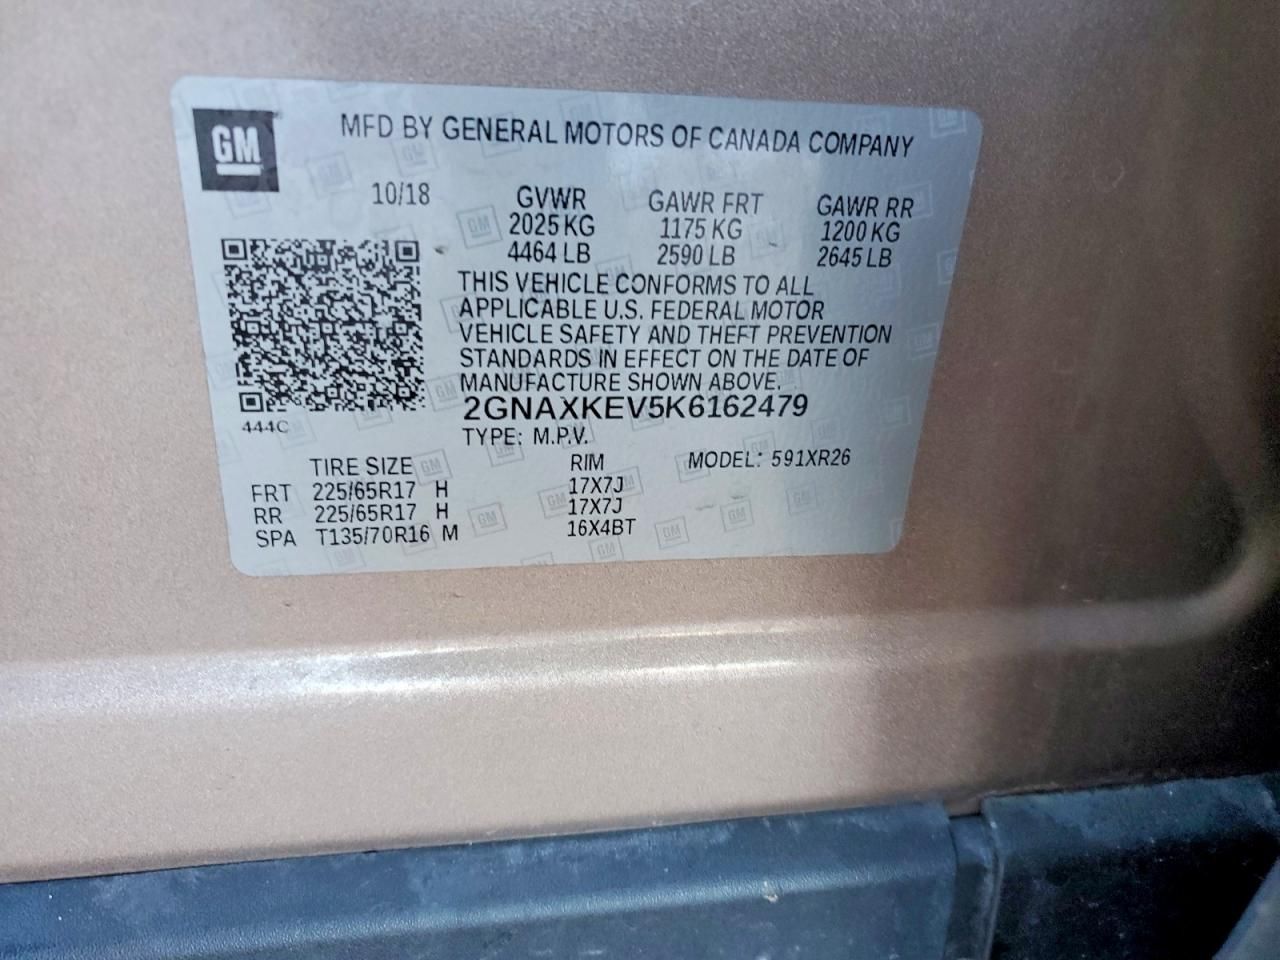 GM
MFD BY GENERAL MOTORS OF CANADA COMPANY
10/18 GVWR GAWR FRT GAWR RR
2025 KG 1175 KG 1200 KG
4464 LB 2590 LB 2645 LB
THIS VEHICLE CONFORMS TO ALL
APPLICABLE U.S. FEDERAL MOTOR
VEHICLE SAFETY AND THEFT PREVENTION
STANDARDS IN EFFECT ON THE DATE OF
MANUFACTURE SHOWN ABOVE.
2GNAXKEV5K6162479
444C
TYPE: M.P.V.
TIRE SIZE RIM MODEL: 591XR26
FRT 225/65R17 H 17X7J
RR 225/65R17 H 17X7J
SPA T135/70R16 M 16X4BT